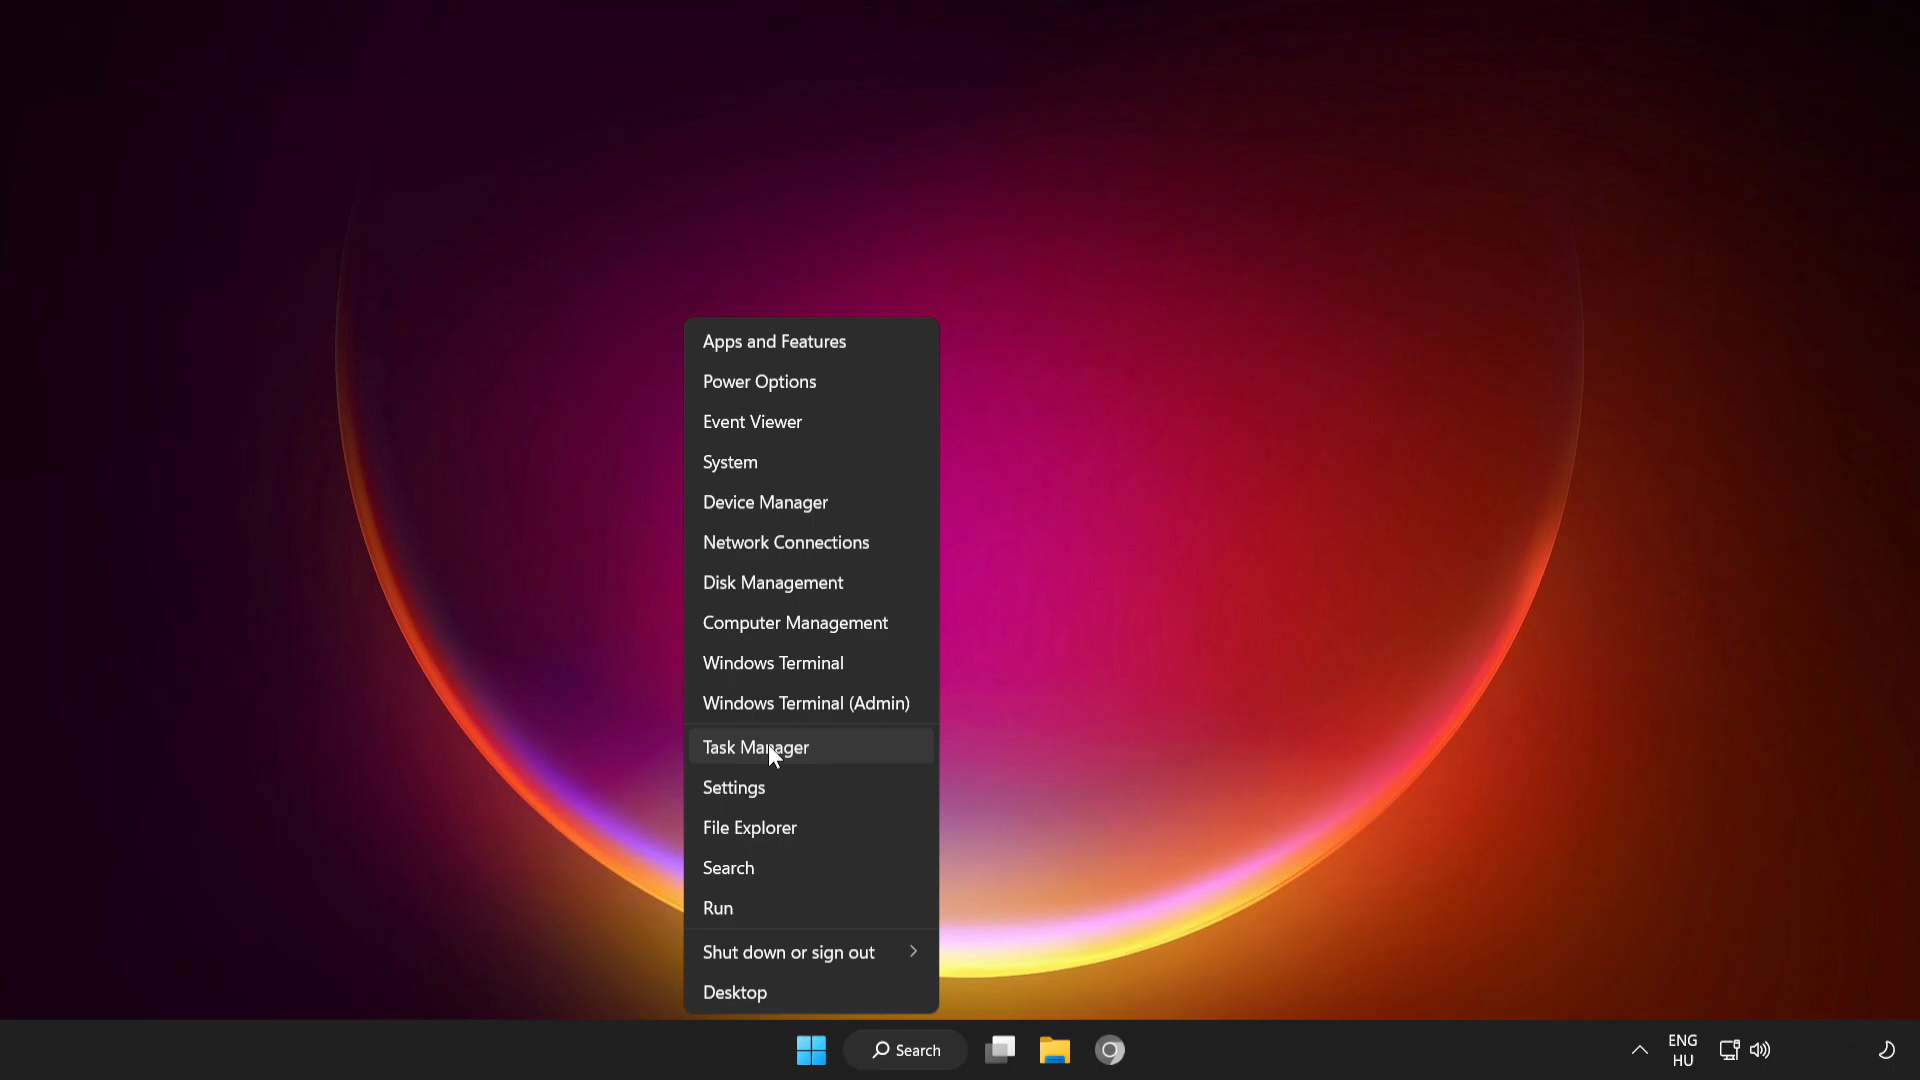 Apps and Features
Power Options
Event Viewer
System
Device Manager
Network Connections
Disk Management
Computer Management
Windows Terminal
Windows Terminal (Admin)
Task Manager
Settings
File Explorer
Search
Run
Shut down or sign out
Desktop
Search
ENG
HU